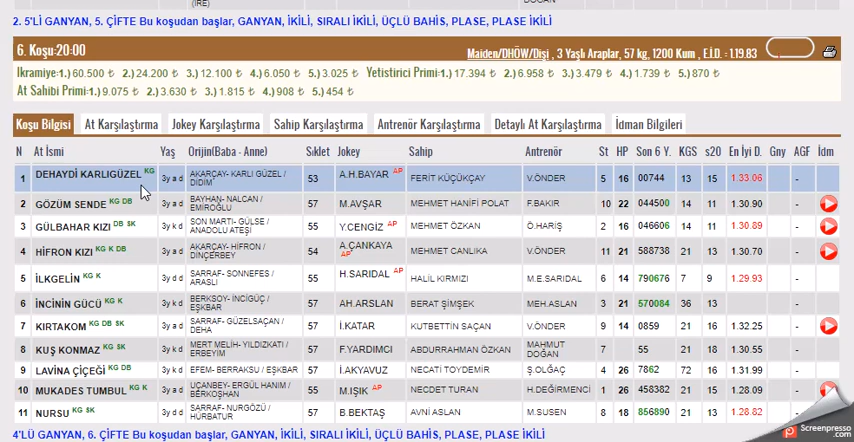 (IRE)
2. 5'Lİ GANYAN, 5. ÇİFTE Bu koşudan başlar, GANYAN, İKİLİ, SIRALI İKİLİ, ÜÇLÜ BAHİS, PLASE, PLASE İKİLİ
6. Koşu:20:00 Maiden/DHÖW/Dişi , 3 Yaşlı Araplar, 57 kg, 1200 Kum , E.İ.D. : 1.19.83
İkramiye:1.) 60.500 ₺ 2.) 24.200 ₺ 3.) 12.100 ₺ 4.) 6.050 ₺ 5.) 3.025 ₺ Yetistirici Primi:1.) 17.394 ₺ 2.) 6.958 ₺ 3.) 3.479 ₺ 4.) 1.739 ₺ 5.) 870 ₺
At Sahibi Primi:1.) 9.075 ₺ 2.) 3.630 ₺ 3.) 1.815 ₺ 4.) 908 ₺ 5.) 454 ₺
Koşu Bilgisi At Karşılaştırma Jokey Karşılaştırma Sahip Karşılaştırma Antrenör Karşılaştırma Detaylı At Karşılaştırma İdman Bilgileri
N At İsmi Yaş Orijin(Baba - Anne) Sıklet Jokey Sahip Antrenör St HP Son 6 Y. KGS s20 En İyi D. Gny AGF İdm
1 DEHAYDİ KARLIGÜZEL KG 3y a d AKARÇAY- KARLI GÜZEL / DİDİM 53 A.H.BAYAR AP FERİT KÜÇÜKÇAY V.ÖNDER 5 16 00744 13 15 1.33.06 -
2 GÖZÜM SENDE KG DB 3y a d BAYHAN- NALCAN / EMİROĞLU 57 M.AVŞAR MEHMET HANİFİ POLAT F.BAKIR 10 22 044500 14 11 1.30.90 -
3 GÜLBAHAR KIZI DB SK 3y k d SON MARTI- GÜLSE / ANADOLU ATEŞİ 55 Y.CENGİZ AP MEHMET ÖZKAN Ö.HARİŞ 2 16 046606 14 11 1.30.89 -
4 HİFRON KIZI KG K DB 3y a d AKARÇAY- HİFRON / DİNÇERBEY 54 A.ÇANKAYA AP MEHMET CANLIKA V.ÖNDER 11 21 588738 21 13 1.30.70 -
5 İLKGELİN KG K 3y d d SARRAF- SONNEFES / ARASLI 55 H.SARIDAL AP HALİL KIRMIZI M.E.SARIDAL 6 14 790676 7 9 1.29.93 -
6 İNCİNİN GÜCÜ KG K 3y k d BERKSOY- İNCİGÜÇ / EŞKBAR 57 AH.ARSLAN BERAT ŞİMŞEK MEH.ASLAN 3 21 570084 36 13 -
7 KIRTAKOM KG DB SK 3y a d SARRAF- GÜZELSAÇAN / DEHA 57 İ.KATAR KUTBETTİN SAÇAN V.ÖNDER 9 14 0859 21 15 1.32.25 -
8 KUŞ KONMAZ KG SK 3y k d MERT MELİH- YILDIZKATI / ERBEYİM 57 F.YARDIMCI ABDURRAHMAN ÖZKAN MAHMUT DOĞAN 7 55 21 18 1.30.55 -
9 LAVİNA ÇİÇEĞİ KG DB 3y k d EFEM- BERRAKSU / EŞKBAR 57 İ.AKYAVUZ NECATİ TOYDEMİR Ş.OLĞAÇ 4 26 7862 72 16 1.31.99 -
10 MUKADES TUMBUL KG K 3y a d UÇANBEY- ERGÜL HANIM / BERKOŞHAN 55 M.IŞIK AP NECDET TURAN H.DEĞİRMENCİ 1 26 458382 21 15 1.28.09 -
11 NURSU KG SK 3y d d SARRAF- NURGÖZÜ / HÜRBATUR 57 B.BEKTAŞ AVNİ ASLAN M.SUSEN 8 18 856890 21 13 1.28.82 -
4'LÜ GANYAN, 6. ÇİFTE Bu koşudan başlar, GANYAN, İKİLİ, SIRALI İKİLİ, ÜÇLÜ BAHİS, PLASE, PLASE İKİLİ
Screenpresso